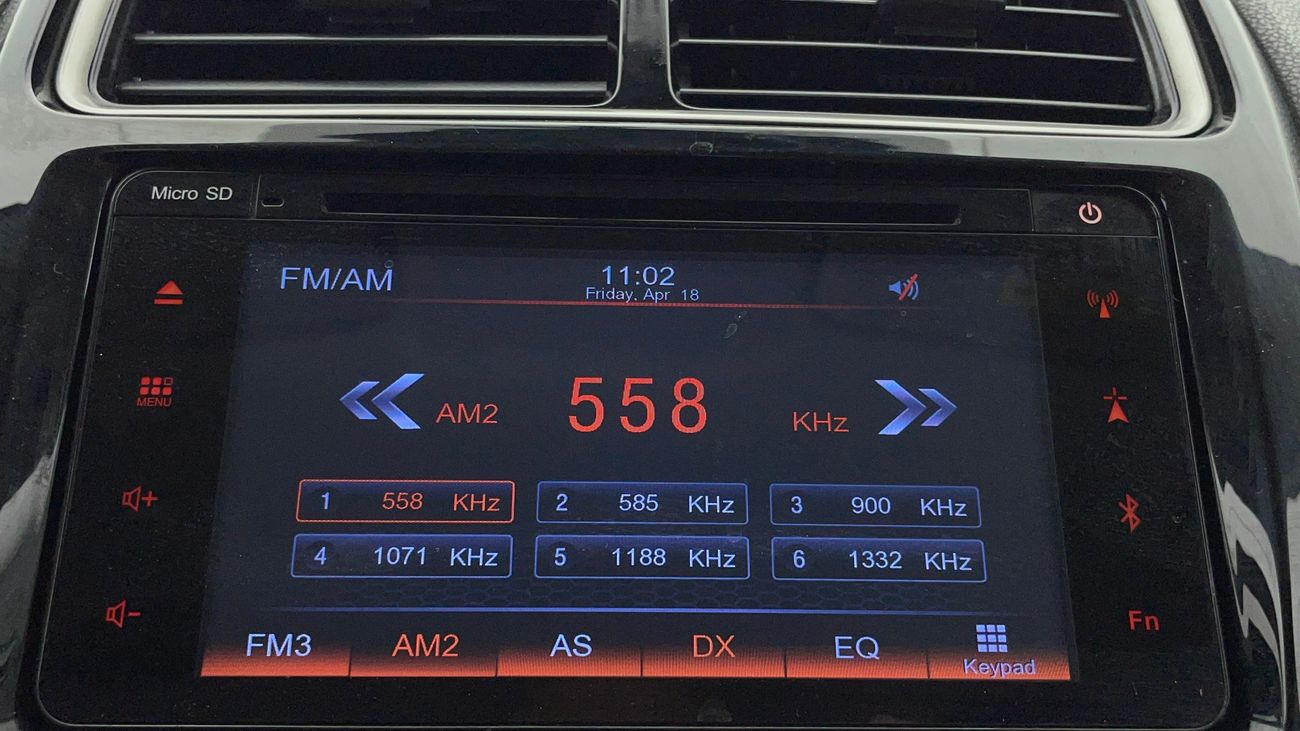 Micro SD
FM/AM
11:02
Friday, Apr 18
MENU
AM2 558 KHz
1 558 KHz
2 585 KHz
3 900 KHz
4 1071 KHz
5 1188 KHz
6 1332 KHz
Fn
FM3 AM2 AS DX EQ Keypad